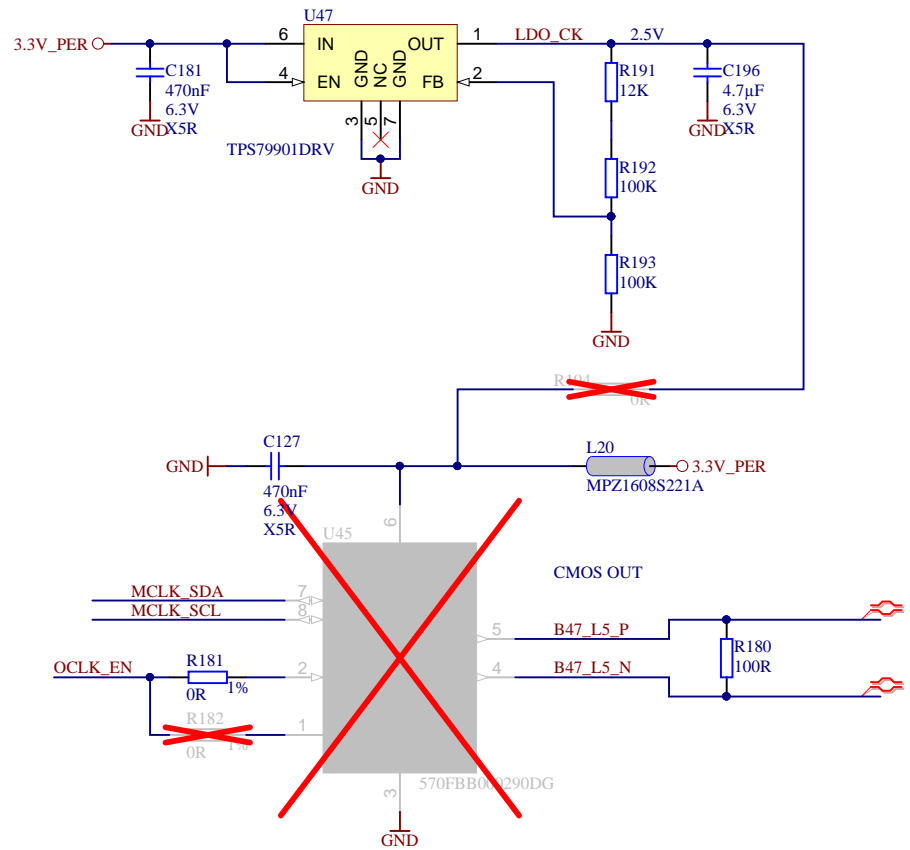 U47
3.3V_PER
6
IN
OUT
1
LDO_CK
2.5V
4
EN
GND
NC
GND
FB
2
3
5
7
C181
470nF
6.3V
X5R
GND
TPS79901DRV
GND
R191
12K
C196
4.7µF
6.3V
X5R
GND
R192
100K
R193
100K
GND
R194
0R
C127
GND
470nF
6.3V
X5R
L20
3.3V_PER
MPZ1608S221A
U45
6
CMOS OUT
MCLK_SDA
7
MCLK_SCL
8
5
B47_L5_P
R180
100R
4
B47_L5_N
OCLK_EN
R181
0R
1%
2
R182
0R
1%
1
3
570FBB000290DG
GND